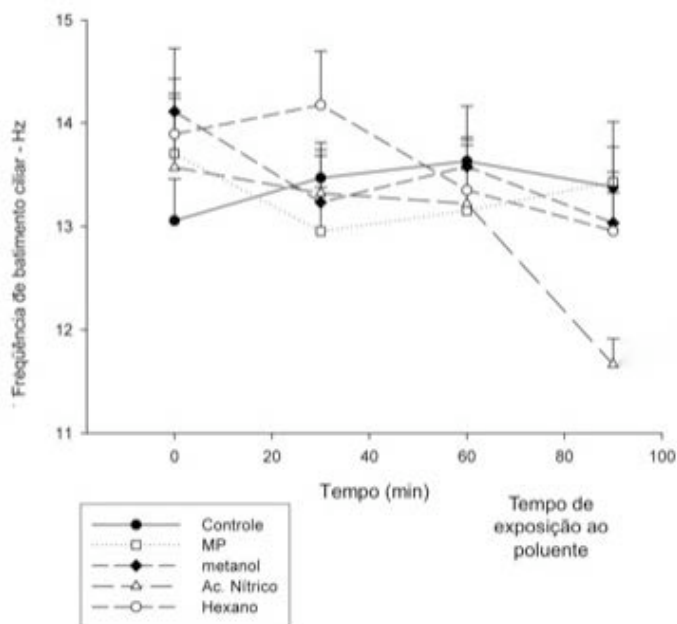 15
14
13
12
11
Freqüência de batimento ciliar - Hz
0
20
40
60
80
100
Tempo (min)
Tempo de
exposição ao
poluente
Controle
MP
metanol
Ac. Nítrico
Hexano